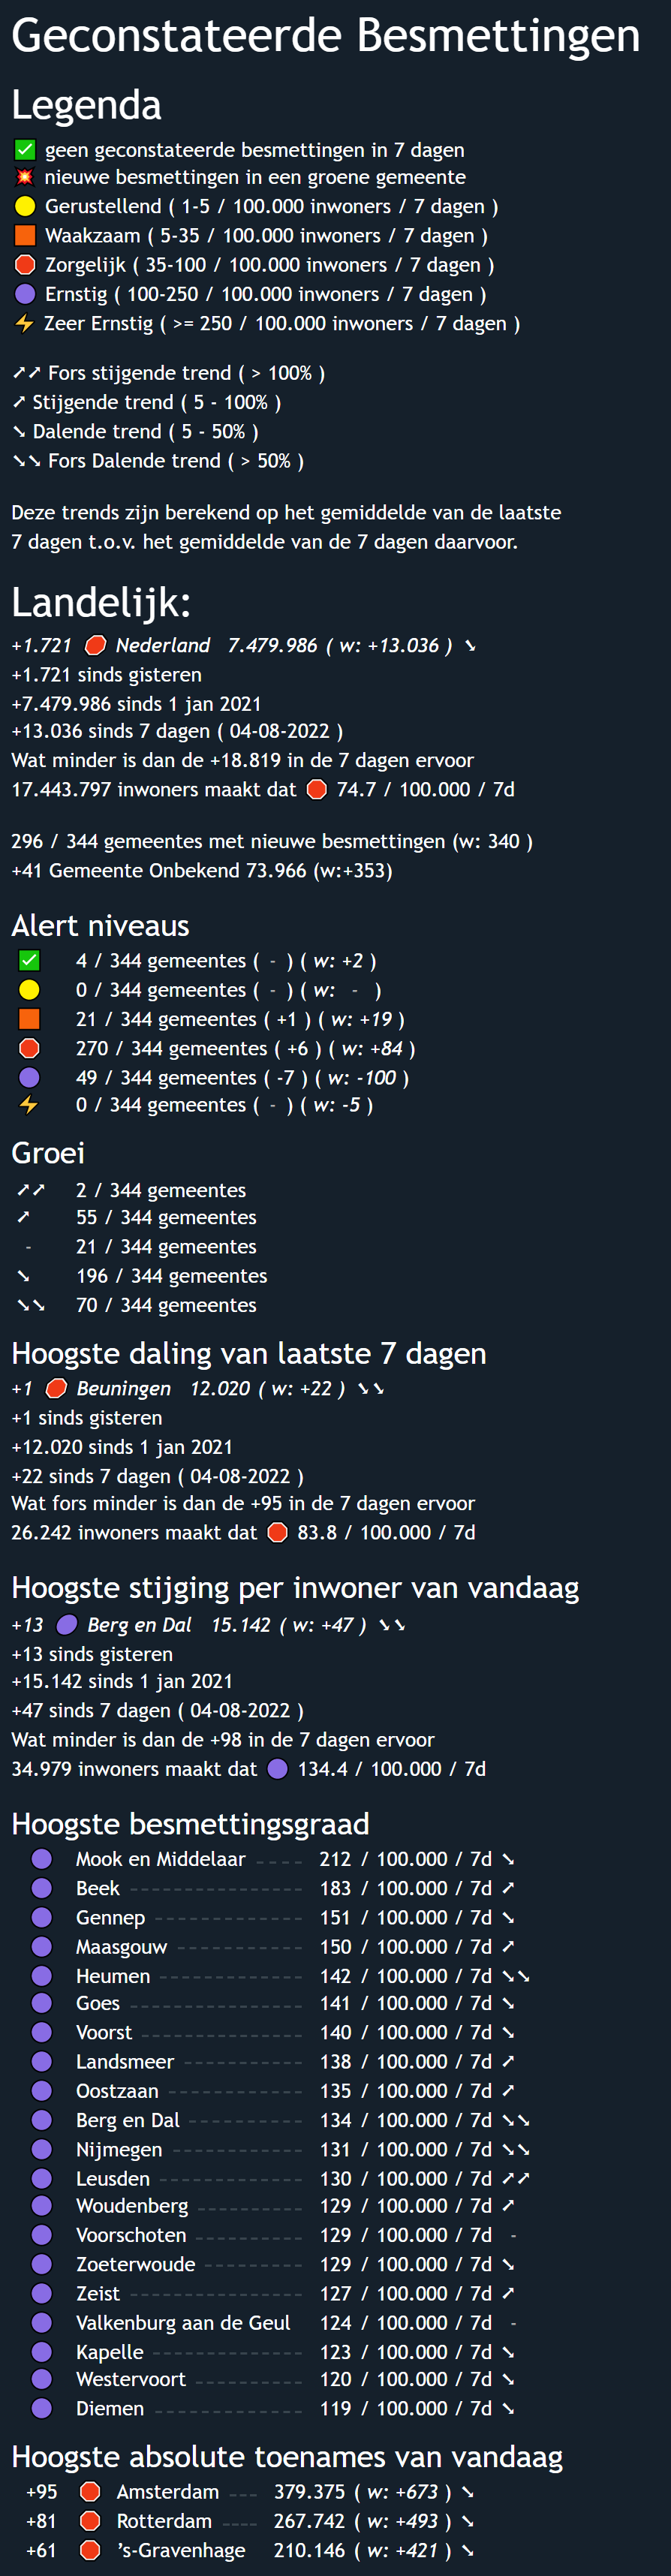 Geconstateerde Besmettingen
Legenda
✅ geen geconstateerde besmettingen in 7 dagen
💥 nieuwe besmettingen in een groene gemeente
🟡 Gerustellend ( 1-5 / 100.000 inwoners / 7 dagen )
🟧 Waakzaam ( 5-35 / 100.000 inwoners / 7 dagen )
🛑 Zorgelijk ( 35-100 / 100.000 inwoners / 7 dagen )
🟣 Ernstig ( 100-250 / 100.000 inwoners / 7 dagen )
⚡ Zeer Ernstig ( >= 250 / 100.000 inwoners / 7 dagen )
➚➚ Fors stijgende trend ( > 100% )
➚ Stijgende trend ( 5 - 100% )
➘ Dalende trend ( 5 - 50% )
➘➘ Fors Dalende trend ( > 50% )
Deze trends zijn berekend op het gemiddelde van de laatste
7 dagen t.o.v. het gemiddelde van de 7 dagen daarvoor.
Landelijk:
+1.721 🛑 Nederland 7.479.986 ( w: +13.036 ) ➘
+1.721 sinds gisteren
+7.479.986 sinds 1 jan 2021
+13.036 sinds 7 dagen ( 04-08-2022 )
Wat minder is dan de +18.819 in de 7 dagen ervoor
17.443.797 inwoners maakt dat 🛑 74.7 / 100.000 / 7d
296 / 344 gemeentes met nieuwe besmettingen (w: 340 )
+41 Gemeente Onbekend 73.966 (w:+353)
Alert niveaus
✅ 4 / 344 gemeentes ( - ) ( w: +2 )
🟡 0 / 344 gemeentes ( - ) ( w: - )
🟧 21 / 344 gemeentes ( +1 ) ( w: +19 )
🛑 270 / 344 gemeentes ( +6 ) ( w: +84 )
🟣 49 / 344 gemeentes ( -7 ) ( w: -100 )
⚡ 0 / 344 gemeentes ( - ) ( w: -5 )
Groei
➚➚ 2 / 344 gemeentes
➚ 55 / 344 gemeentes
- 21 / 344 gemeentes
➘ 196 / 344 gemeentes
➘➘ 70 / 344 gemeentes
Hoogste daling van laatste 7 dagen
+1 🛑 Beuningen 12.020 ( w: +22 ) ➘➘
+1 sinds gisteren
+12.020 sinds 1 jan 2021
+22 sinds 7 dagen ( 04-08-2022 )
Wat fors minder is dan de +95 in de 7 dagen ervoor
26.242 inwoners maakt dat 🛑 83.8 / 100.000 / 7d
Hoogste stijging per inwoner van vandaag
+13 🟣 Berg en Dal 15.142 ( w: +47 ) ➘➘
+13 sinds gisteren
+15.142 sinds 1 jan 2021
+47 sinds 7 dagen ( 04-08-2022 )
Wat minder is dan de +98 in de 7 dagen ervoor
34.979 inwoners maakt dat 🟣 134.4 / 100.000 / 7d
Hoogste besmettingsgraad
🟣 Mook en Middelaar 212 / 100.000 / 7d ➘
🟣 Beek 183 / 100.000 / 7d ➚
🟣 Gennep 151 / 100.000 / 7d ➘
🟣 Maasgouw 150 / 100.000 / 7d ➚
🟣 Heumen 142 / 100.000 / 7d ➘➘
🟣 Goes 141 / 100.000 / 7d ➘
🟣 Voorst 140 / 100.000 / 7d ➘
🟣 Landsmeer 138 / 100.000 / 7d ➚
🟣 Oostzaan 135 / 100.000 / 7d ➚
🟣 Berg en Dal 134 / 100.000 / 7d ➘➘
🟣 Nijmegen 131 / 100.000 / 7d ➘➘
🟣 Leusden 130 / 100.000 / 7d ➚➚
🟣 Woudenberg 129 / 100.000 / 7d ➚
🟣 Voorschoten 129 / 100.000 / 7d -
🟣 Zoeterwoude 129 / 100.000 / 7d ➘
🟣 Zeist 127 / 100.000 / 7d ➚
🟣 Valkenburg aan de Geul 124 / 100.000 / 7d -
🟣 Kapelle 123 / 100.000 / 7d ➘
🟣 Westervoort 120 / 100.000 / 7d ➘
🟣 Diemen 119 / 100.000 / 7d ➘
Hoogste absolute toenames van vandaag
+95 🛑 Amsterdam 379.375 ( w: +673 ) ➘
+81 🛑 Rotterdam 267.742 ( w: +493 ) ➘
+61 🛑 ’s-Gravenhage 210.146 ( w: +421 ) ➘